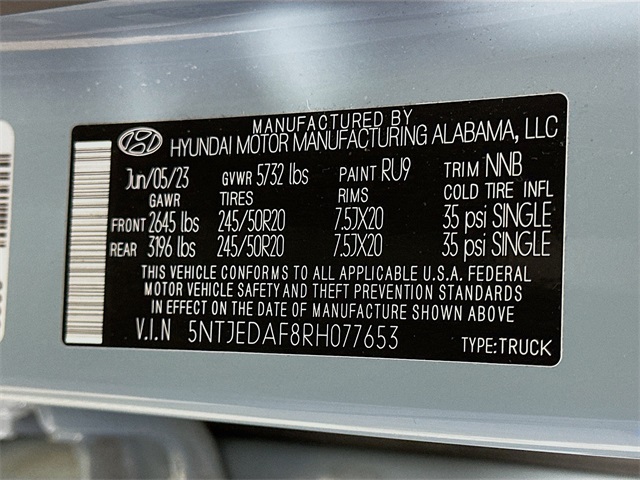 MANUFACTURED BY
HYUNDAI MOTOR MANUFACTURING ALABAMA, LLC
Jun/05/23 GVWR 5732 lbs PAINT RU9 TRIM NNB
GAWR TIRES RIMS COLD TIRE INFL
FRONT 2645 lbs 245/50R20 7.5JX20 35 psi SINGLE
REAR 3196 lbs 245/50R20 7.5JX20 35 psi SINGLE
THIS VEHICLE CONFORMS TO ALL APPLICABLE U.S.A. FEDERAL
MOTOR VEHICLE SAFETY AND THEFT PREVENTION STANDARDS
IN EFFECT ON THE DATE OF MANUFACTURE SHOWN ABOVE
V.I.N 5NTJEDAF8RH077653 TYPE:TRUCK